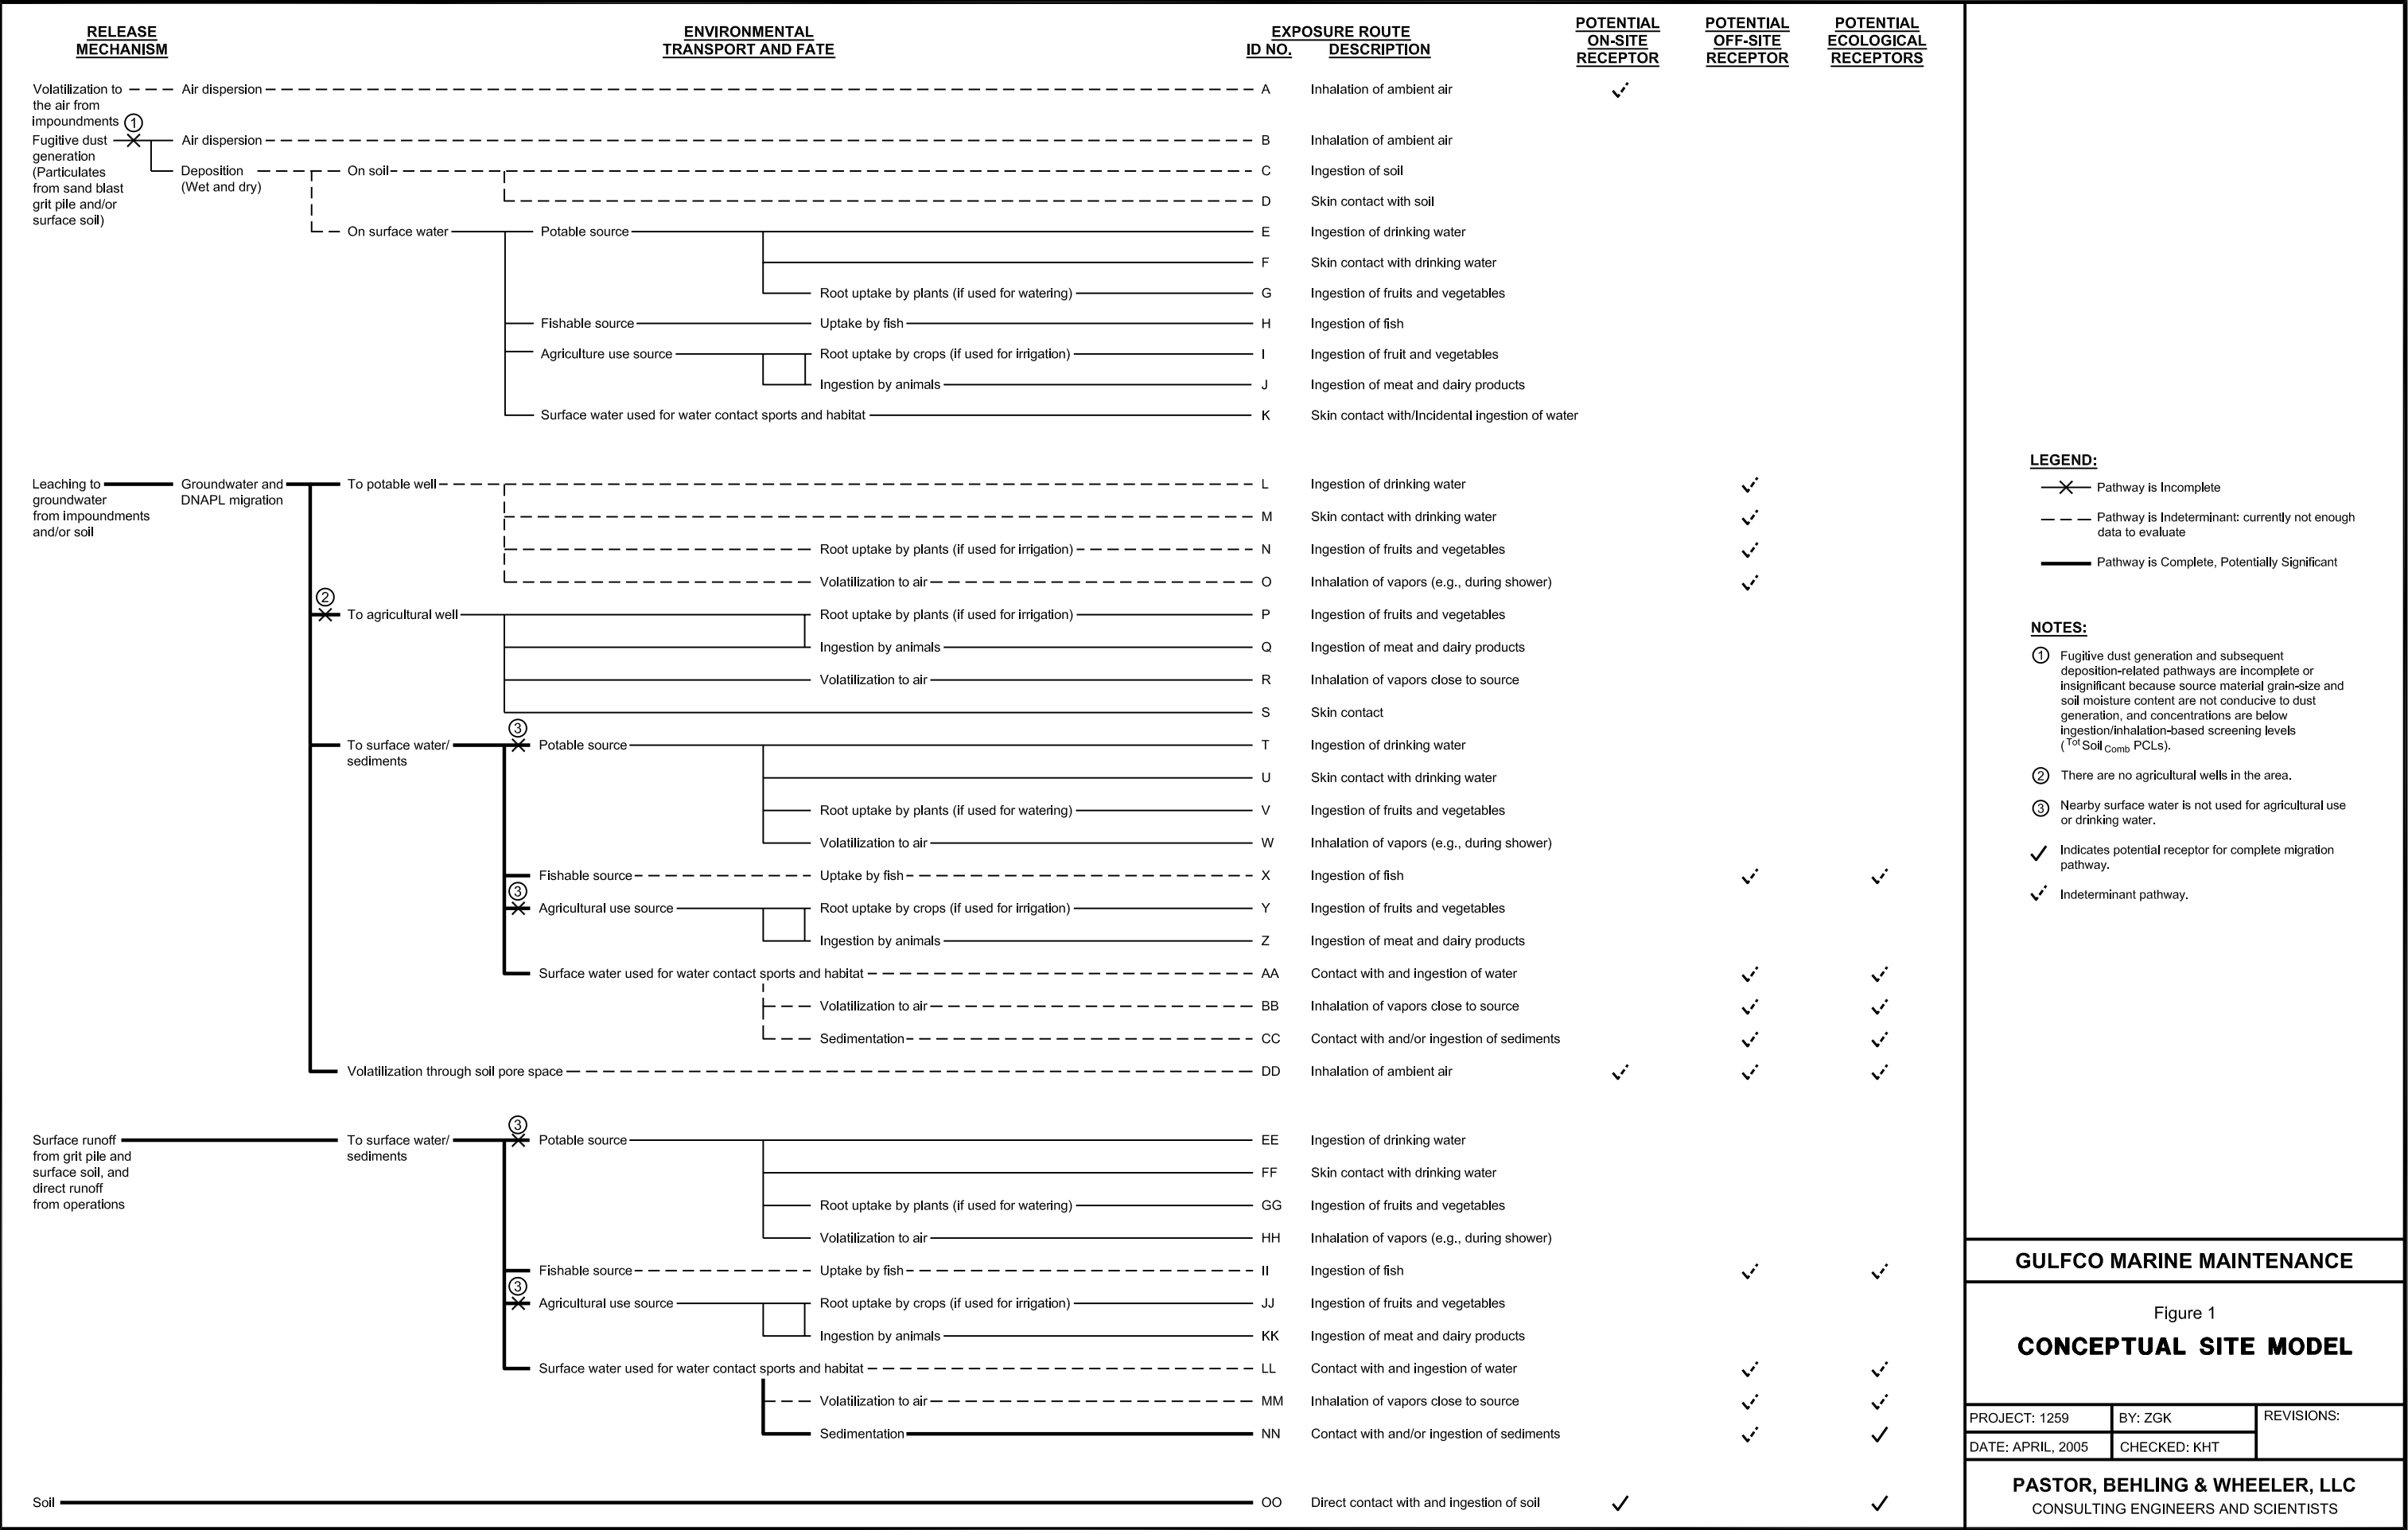 RELEASE
MECHANISM
ENVIRONMENTAL
TRANSPORT AND FATE
EXPOSURE ROUTE
ID NO. DESCRIPTION
POTENTIAL
ON-SITE
RECEPTOR
POTENTIAL
OFF-SITE
RECEPTOR
POTENTIAL
ECOLOGICAL
RECEPTORS
Volatilization to
the air from
impoundments
Air dispersion
A Inhalation of ambient air
1
Fugitive dust
generation
(Particulates
from sand blast
grit pile and/or
surface soil)
Air dispersion
B Inhalation of ambient air
Deposition
(Wet and dry)
On soil
C Ingestion of soil
D Skin contact with soil
On surface water
Potable source
E Ingestion of drinking water
F Skin contact with drinking water
Root uptake by plants (if used for watering)
G Ingestion of fruits and vegetables
Fishable source
Uptake by fish
H Ingestion of fish
Agriculture use source
Root uptake by crops (if used for irrigation)
I Ingestion of fruit and vegetables
Ingestion by animals
J Ingestion of meat and dairy products
Surface water used for water contact sports and habitat
K Skin contact with/Incidental ingestion of water
Leaching to
groundwater
from impoundments
and/or soil
Groundwater and
DNAPL migration
To potable well
L Ingestion of drinking water
M Skin contact with drinking water
Root uptake by plants (if used for irrigation)
N Ingestion of fruits and vegetables
Volatilization to air
O Inhalation of vapors (e.g., during shower)
2
To agricultural well
Root uptake by plants (if used for irrigation)
P Ingestion of fruits and vegetables
Ingestion by animals
Q Ingestion of meat and dairy products
Volatilization to air
R Inhalation of vapors close to source
S Skin contact
To surface water/
sediments
3
Potable source
T Ingestion of drinking water
U Skin contact with drinking water
Root uptake by plants (if used for watering)
V Ingestion of fruits and vegetables
Volatilization to air
W Inhalation of vapors (e.g., during shower)
Fishable source
Uptake by fish
X Ingestion of fish
3
Agricultural use source
Root uptake by crops (if used for irrigation)
Y Ingestion of fruits and vegetables
Ingestion by animals
Z Ingestion of meat and dairy products
Surface water used for water contact sports and habitat
AA Contact with and ingestion of water
Volatilization to air
BB Inhalation of vapors close to source
Sedimentation
CC Contact with and/or ingestion of sediments
Volatilization through soil pore space
DD Inhalation of ambient air
Surface runoff
from grit pile and
surface soil, and
direct runoff
from operations
To surface water/
sediments
3
Potable source
EE Ingestion of drinking water
FF Skin contact with drinking water
Root uptake by plants (if used for watering)
GG Ingestion of fruits and vegetables
Volatilization to air
HH Inhalation of vapors (e.g., during shower)
Fishable source
Uptake by fish
II Ingestion of fish
3
Agricultural use source
Root uptake by crops (if used for irrigation)
JJ Ingestion of fruits and vegetables
Ingestion by animals
KK Ingestion of meat and dairy products
Surface water used for water contact sports and habitat
LL Contact with and ingestion of water
Volatilization to air
MM Inhalation of vapors close to source
Sedimentation
NN Contact with and/or ingestion of sediments
Soil
OO Direct contact with and ingestion of soil
LEGEND:
Pathway is Incomplete
Pathway is Indeterminant: currently not enough
data to evaluate
Pathway is Complete, Potentially Significant
NOTES:
1 Fugitive dust generation and subsequent
deposition-related pathways are incomplete or
insignificant because source material grain-size and
soil moisture content are not conducive to dust
generation, and concentrations are below
ingestion/inhalation-based screening levels
(Tot Soil Comb PCLs).
2 There are no agricultural wells in the area.
3 Nearby surface water is not used for agricultural use
or drinking water.
Indicates potential receptor for complete migration
pathway.
Indeterminant pathway.
GULFCO MARINE MAINTENANCE
Figure 1
CONCEPTUAL SITE MODEL
PROJECT: 1259
BY: ZGK
REVISIONS:
DATE: APRIL, 2005
CHECKED: KHT
PASTOR, BEHLING & WHEELER, LLC
CONSULTING ENGINEERS AND SCIENTISTS